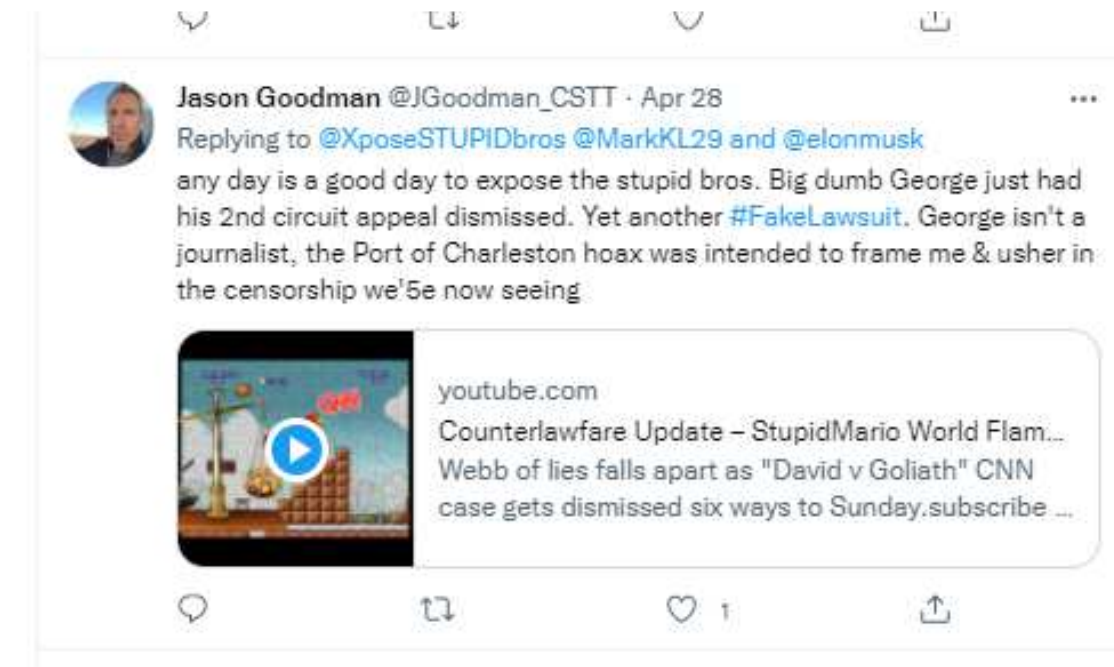 Jason Goodman @JGoodman_CSTT · Apr 28
Replying to @XposeSTUPIDbros @MarkKL29 and @elonmusk
any day is a good day to expose the stupid bros. Big dumb George just had
his 2nd circuit appeal dismissed. Yet another #FakeLawsuit. George isn't a
journalist, the Port of Charleston hoax was intended to frame me & usher in
the censorship we'5e now seeing
youtube.com
Counterlawfare Update – StupidMario World Flam...
Webb of lies falls apart as "David v Goliath" CNN
case gets dismissed six ways to Sunday.subscribe ...
1